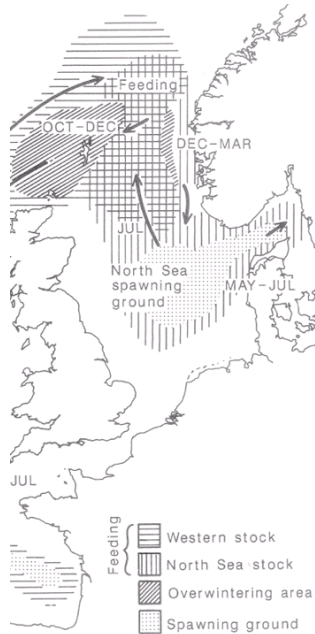 Feeding
OCT-DEC
DEC-MAR
JUL
North Sea
spawning
ground
MAY-JUL
JUL
Feeding
Western stock
North Sea stock
Overwintering area
Spawning ground